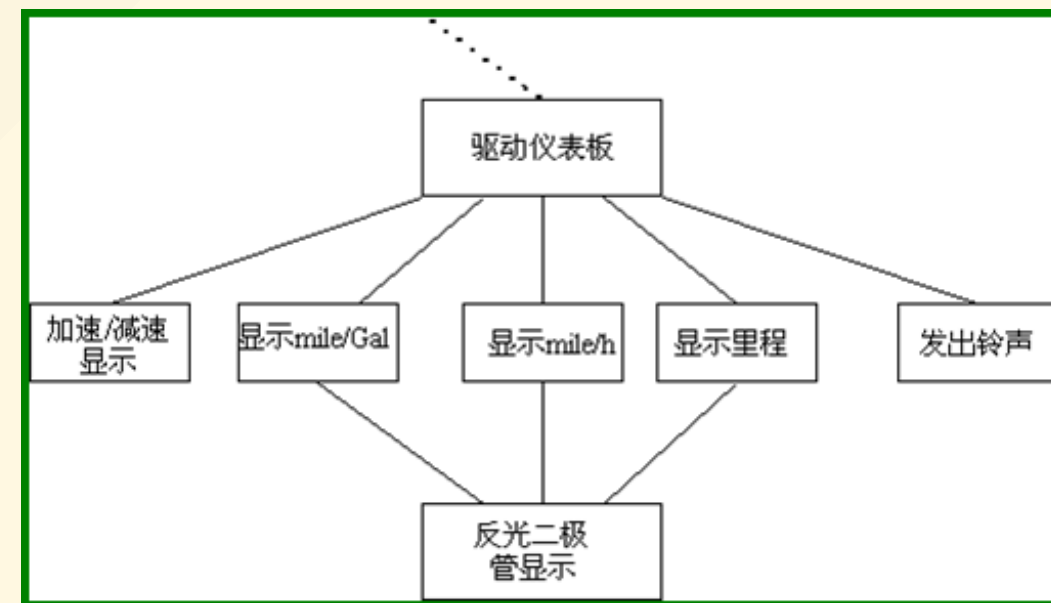 驱动仪表板
加速/减速
显示
显示mile/Gal
显示mile/h
显示里程
发出铃声
反光二极
管显示